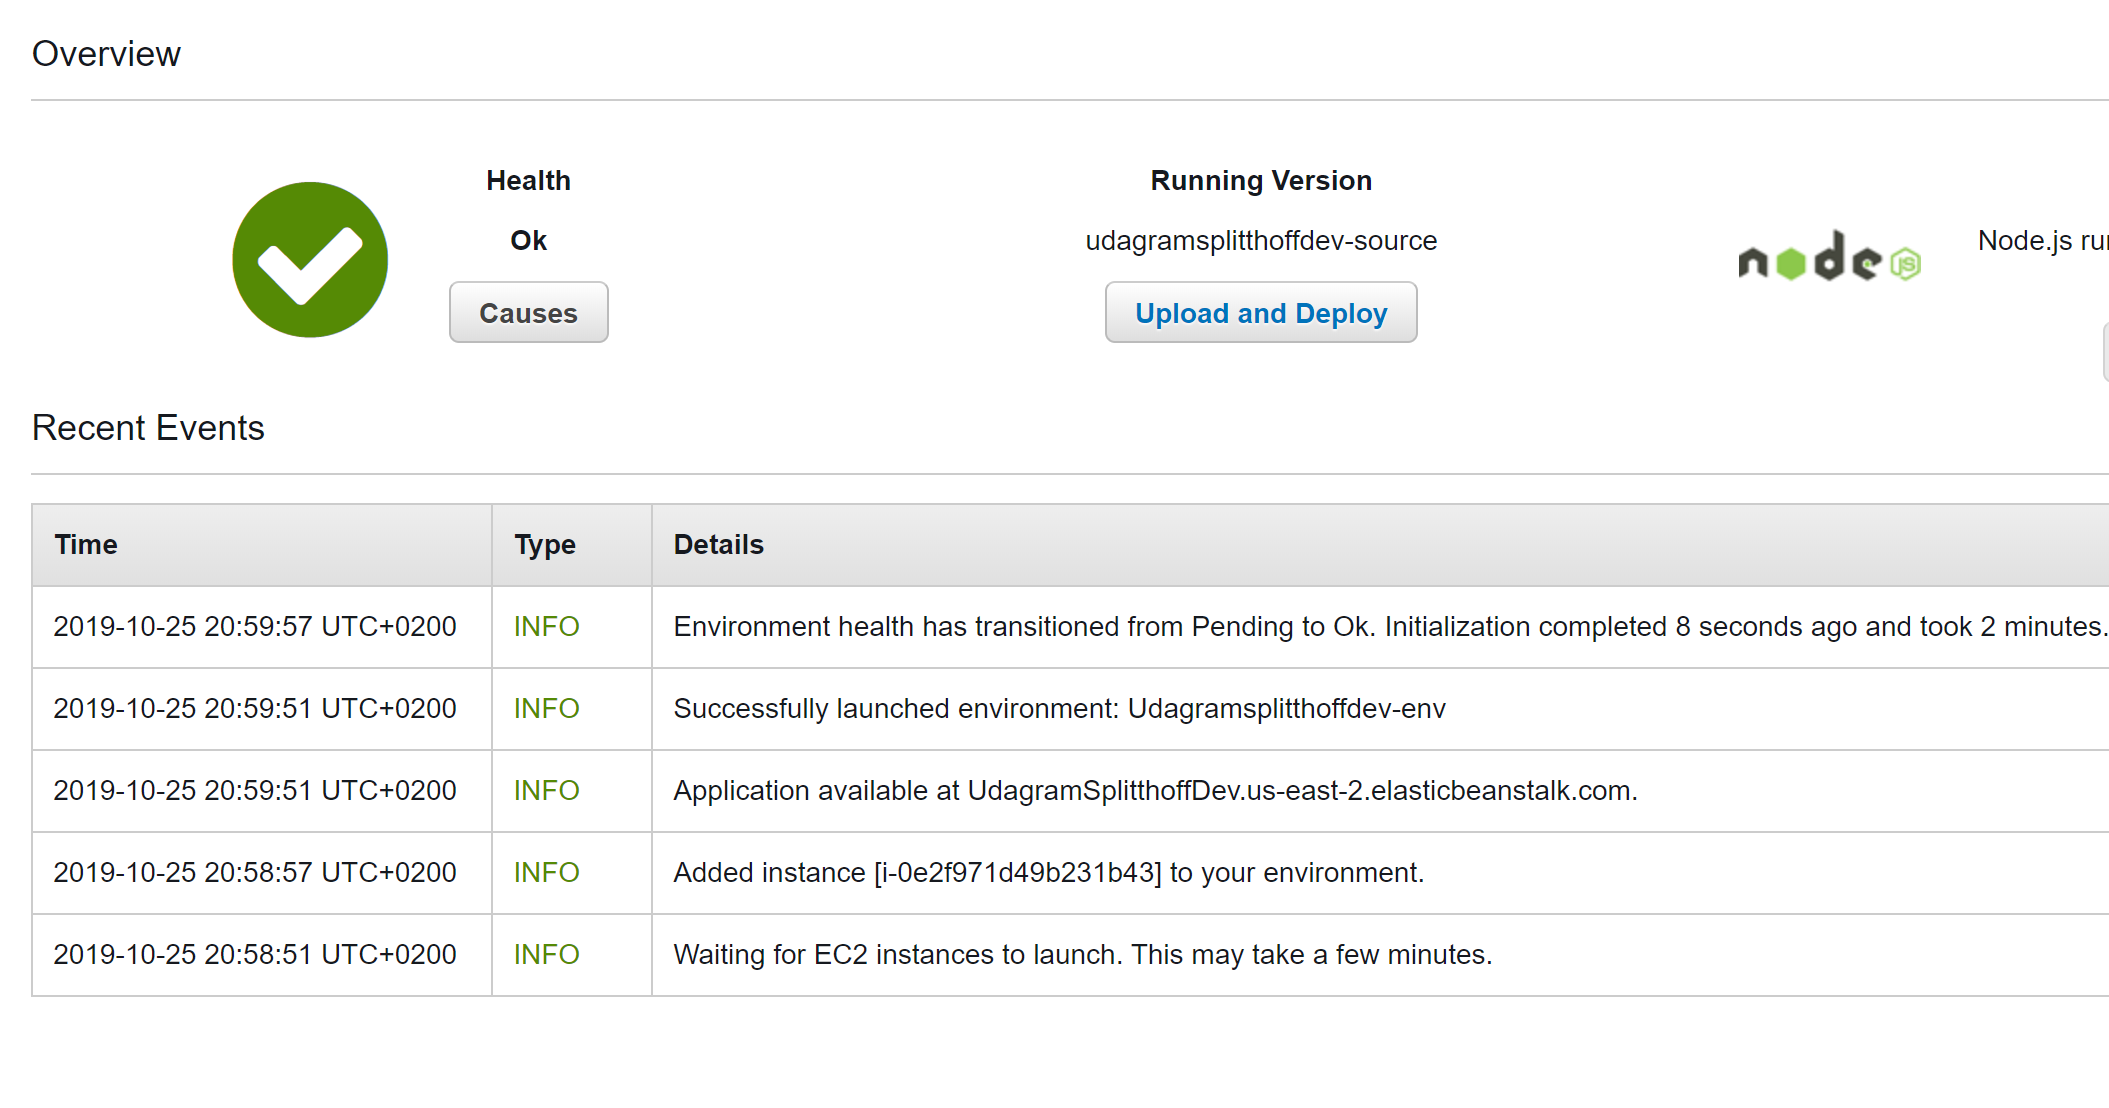 Overview
Health
Ok
Causes
Running Version
udagramsplitthoffdev-source
Upload and Deploy
node JS
Node.js
Recent Events
Time Type Details
2019-10-25 20:59:57 UTC+0200 INFO Environment health has transitioned from Pending to Ok. Initialization completed 8 seconds ago and took 2 minutes.
2019-10-25 20:59:51 UTC+0200 INFO Successfully launched environment: Udagramsplitthoffdev-env
2019-10-25 20:59:51 UTC+0200 INFO Application available at UdagramSplitthoffDev.us-east-2.elasticbeanstalk.com.
2019-10-25 20:58:57 UTC+0200 INFO Added instance [i-0e2f971d49b231b43] to your environment.
2019-10-25 20:58:51 UTC+0200 INFO Waiting for EC2 instances to launch. This may take a few minutes.